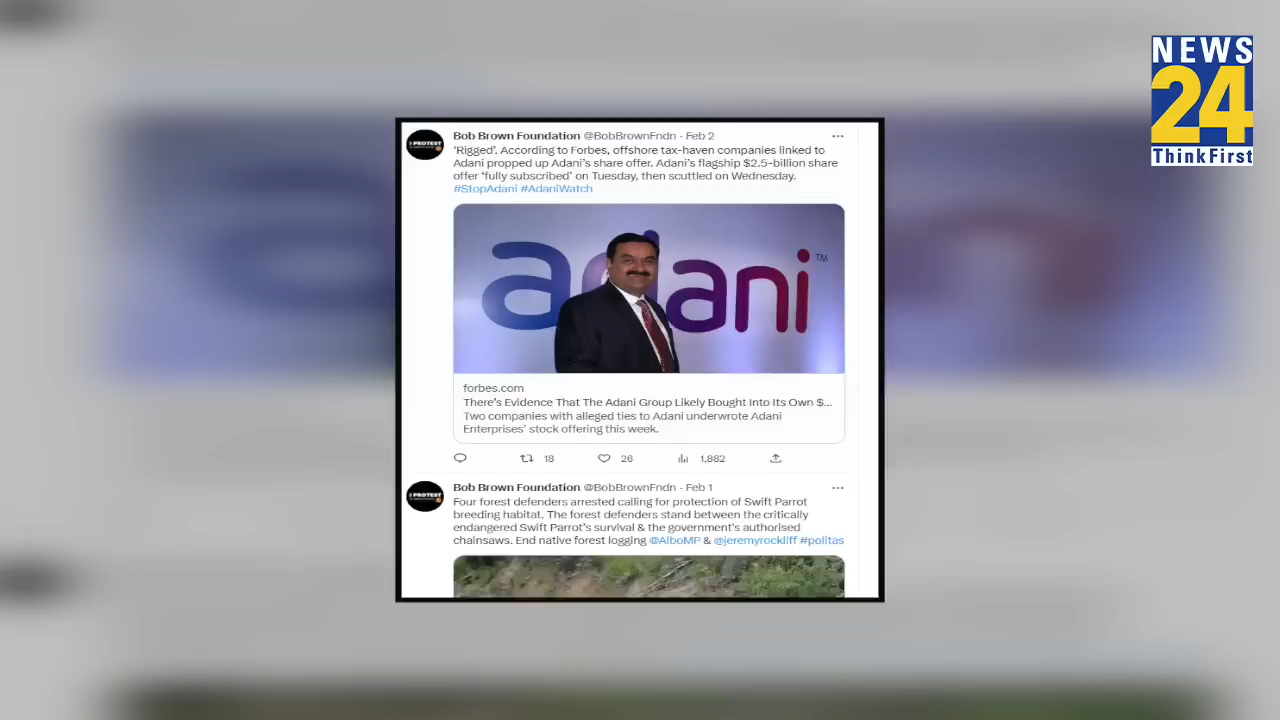 NEWS
24
ThinkFirst
Bob Brown Foundation @BobBrownFndn · Feb 2
'Rigged'. According to Forbes, offshore tax-haven companies linked to
Adani propped up Adani's share offer. Adani's flagship $2.5-billion share
offer 'fully subscribed' on Tuesday, then scuttled on Wednesday.
#StopAdani #AdaniWatch
adani™
forbes.com
There's Evidence That The Adani Group Likely Bought Into Its Own $...
Two companies with alleged ties to Adani underwrote Adani
Enterprises' stock offering this week.
18 26 1,882
I PROTEST
Bob Brown Foundation @BobBrownFndn · Feb 1
Four forest defenders arrested calling for protection of Swift Parrot
breeding habitat. The forest defenders stand between the critically
endangered Swift Parrot's survival & the government's authorised
chainsaws. End native forest logging @AlboMP & @jeremyrockliff #politas